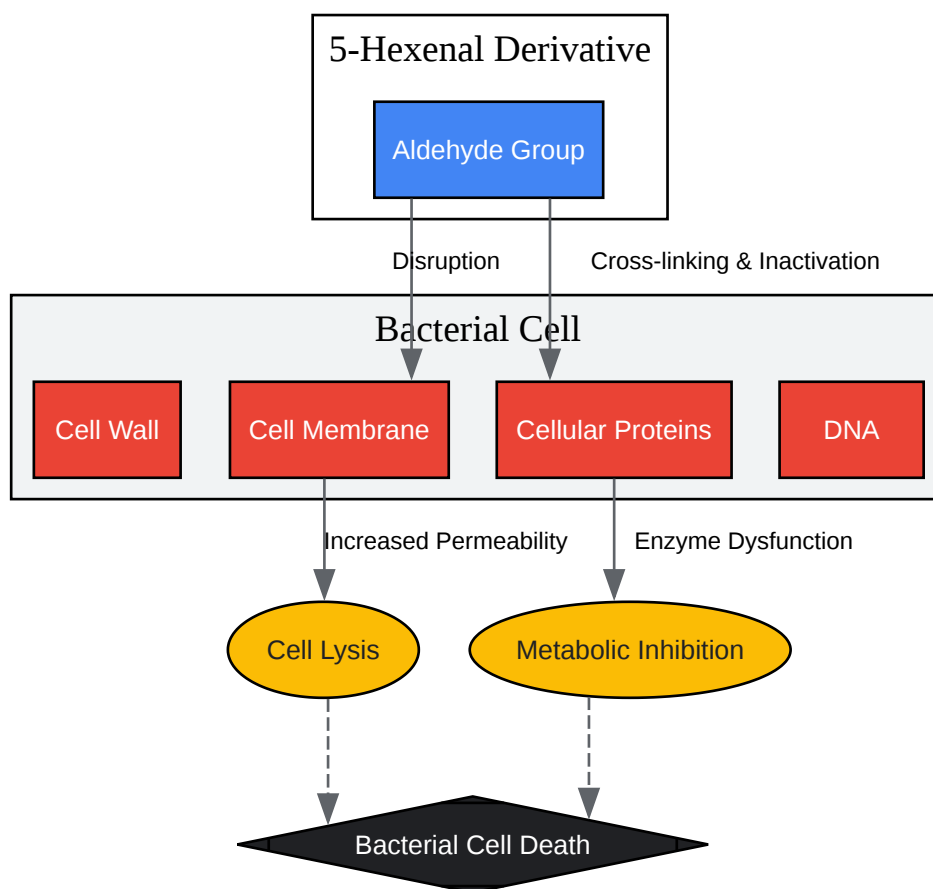 5-Hexenal Derivative
Aldehyde Group
Disruption
Cross-linking & Inactivation
Bacterial Cell
Cell Wall
Cell Membrane
Cellular Proteins
DNA
Increased Permeability
Enzyme Dysfunction
Cell Lysis
Metabolic Inhibition
Bacterial Cell Death